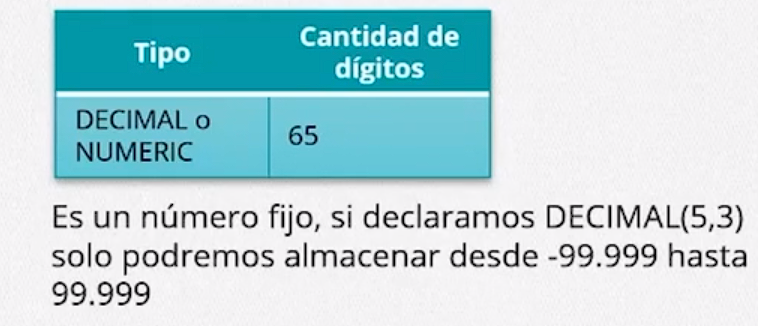 Tipo
Cantidad de
dígitos
DECIMAL o
NUMERIC
65
Es un número fijo, si declaramos DECIMAL(5,3)
solo podremos almacenar desde -99.999 hasta
99.999